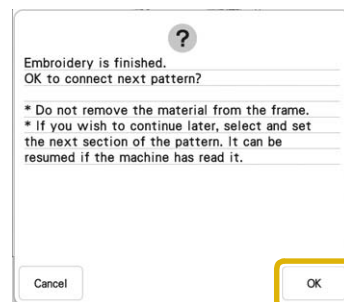 ?
Embroidery is finished.
OK to connect next pattern?
* Do not remove the material from the frame.
* If you wish to continue later, select and set
the next section of the pattern. It can be
resumed if the machine has read it.
Cancel
OK